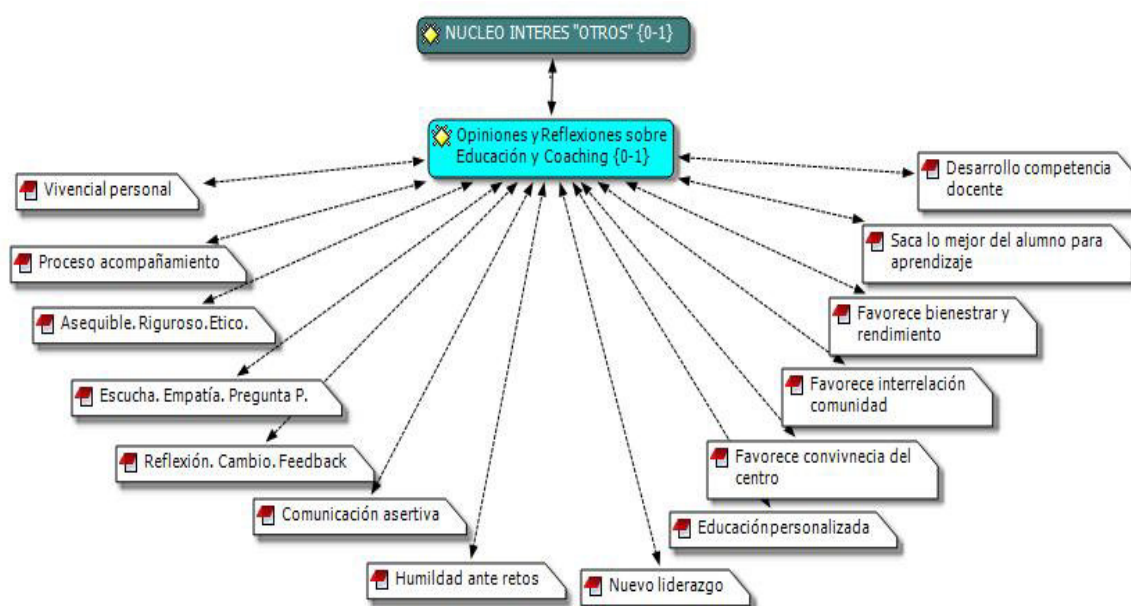 NUCLEO INTERES "OTROS" {0-1}
Opiniones y Reflexiones sobre
Educación y Coaching {0-1}
Vivencial personal
Proceso acompañamiento
Asequible. Riguroso.Etico.
Escucha. Empatía. Pregunta P.
Reflexión. Cambio. Feedback
Comunicación asertiva
Humildad ante retos
Nuevo liderazgo
Educación personalizada
Favorece convivnecia del
centro
Favorece interrelación
comunidad
Favorece bienestrar y
rendimiento
Saca lo mejor del alumno para
aprendizaje
Desarrollo competencia
docente